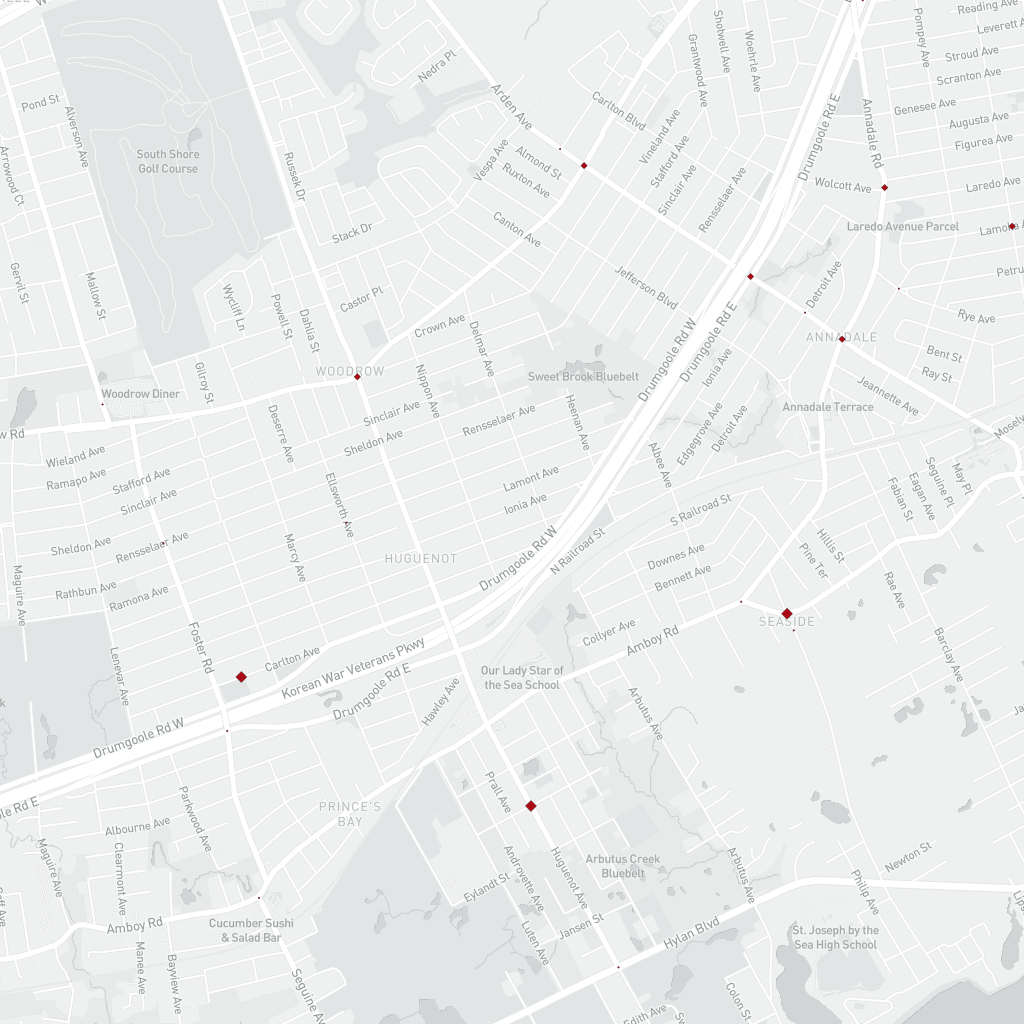 Reading Ave
Leverett
Stroud Ave
Scranton Ave
Genesee Ave
Augusta Ave
Figurea Ave
Laredo Ave
Pompey Ave
Shotwell Ave
Woehrle Ave
Grantwood Ave
Drumgoole Rd E
Annadale Rd
Nedra Pl
Arden Ave
Carlton Blvd
Vineland Ave
Stafford Ave
Sinclair Ave
Rensselaer Ave
Pond St
Alverson Ave
Arrowood Ct
South Shore
Golf Course
Russek Dr
Vespa Ave
Almond St
Ruxton Ave
Canton Ave
Wolcott Ave
Laredo Avenue Parcel
Stack Dr
Jefferson Blvd
Detroit Ave
Gervil St
Mallow St
Wycliff Ln
Powell St
Dahlia St
Castor Pl
Crown Ave
Delmar Ave
Drumgoole Rd W
Drumgoole Rd E
Ionia Ave
ANNADALE
Rye Ave
Bent St
Ray St
Jeannette Ave
WOODROW
Woodrow Diner
Gilroy St
Nippon Ave
Sweet Brook Bluebelt
Annadale Terrace
Deserre Ave
Sinclair Ave
Sheldon Ave
Rensselaer Ave
Heenan Ave
Edgegrove Ave
Detroit Ave
Albee Ave
Wieland Ave
Ramapo Ave
Stafford Ave
Sinclair Ave
Lamont Ave
Ionia Ave
Ellsworth Ave
S Railroad St
Seguine Pl
May Pl
Eagan Ave
Fabian St
Sheldon Ave
Rensselaer Ave
Marcy Ave
HUGUENOT
Drumgoole Rd W
N Railroad St
Downes Ave
Bennett Ave
Hillis St
Pine Ter
Rae Ave
Maguire Ave
Rathbun Ave
Ramona Ave
SEASIDE
Collyer Ave
Amboy Rd
Barclay Ave
Foster Rd
Lenevar Ave
Carlton Ave
Korean War Veterans Pkwy
Drumgoole Rd E
Hawley Ave
Our Lady Star of
the Sea School
Arbutus Ave
Drumgoole Rd W
PRINCE'S
BAY
Prall Ave
Parkwood Ave
Albourne Ave
Maguire Ave
Clearmont Ave
Androvette Ave
Huguenot Ave
Eylandt St
Arbutus Creek
Bluebelt
Arbutus Ave
Newton St
Philip Ave
Amboy Rd
Cucumber Sushi
& Salad Bar
Luten Ave
Jansen St
Hylan Blvd
St. Joseph by the
Sea High School
Manee Ave
Bayview Ave
Seguine Av
Colon St
Edith Ave